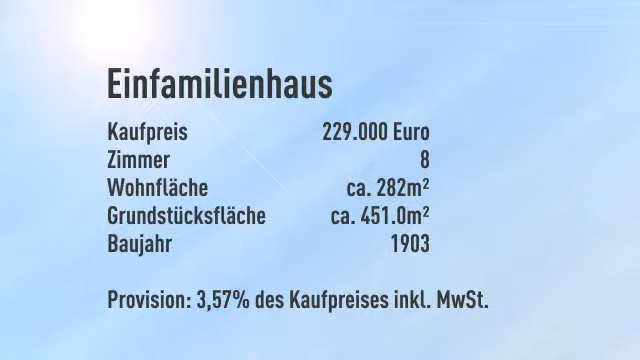 Einfamilienhaus
Kaufpreis 229.000 Euro
Zimmer 8
Wohnfläche ca. 282m²
Grundstücksfläche ca. 451.0m²
Baujahr 1903
Provision: 3,57% des Kaufpreises inkl. MwSt.